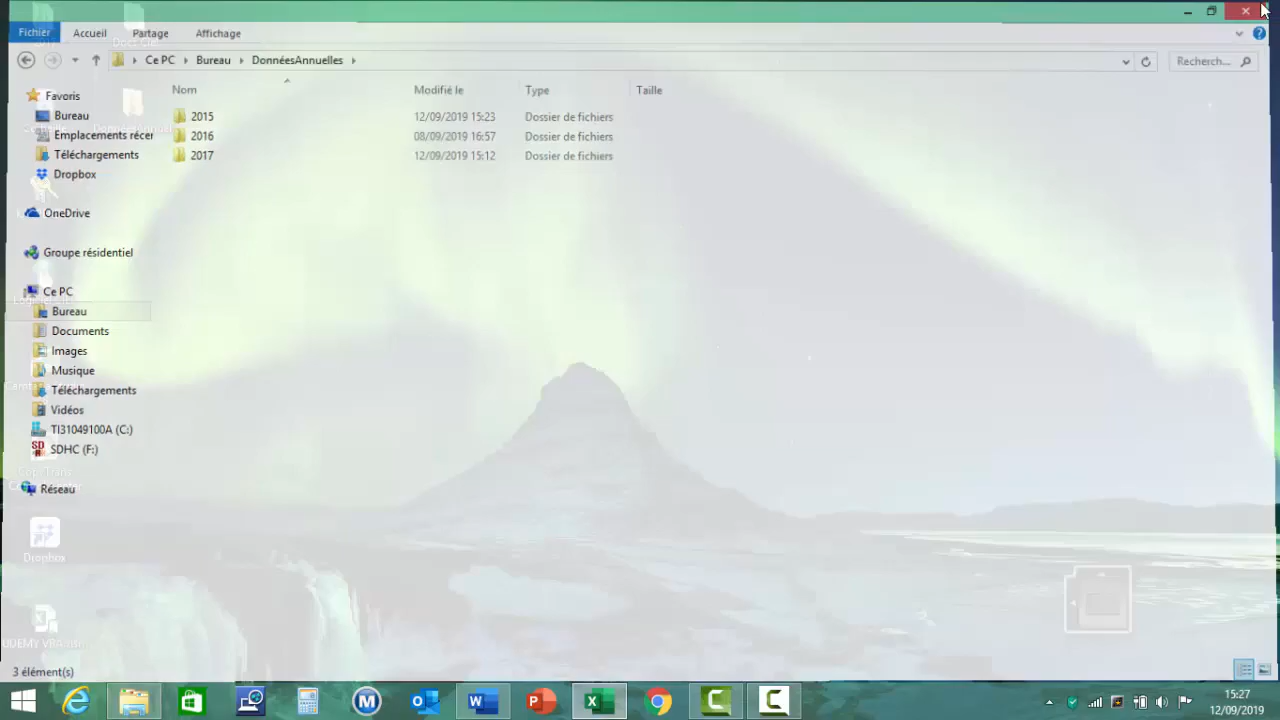 Fichier Accueil Partage Affichage
Ce PC Bureau DonnéesAnnuelles Recherch...
Nom Modifié le Type Taille
2015 12/09/2019 15:23 Dossier de fichiers
2016 08/09/2019 16:57 Dossier de fichiers
2017 12/09/2019 15:12 Dossier de fichiers
Favoris
Bureau
Emplacements récer
Téléchargements
Dropbox
OneDrive
Groupe résidentiel
Ce PC
Bureau
Documents
Images
Musique
Téléchargements
Vidéos
TI31049100A (C:)
SDHC (F:)
Réseau
Dropbox
3 élément(s)
15:27
12/09/2019